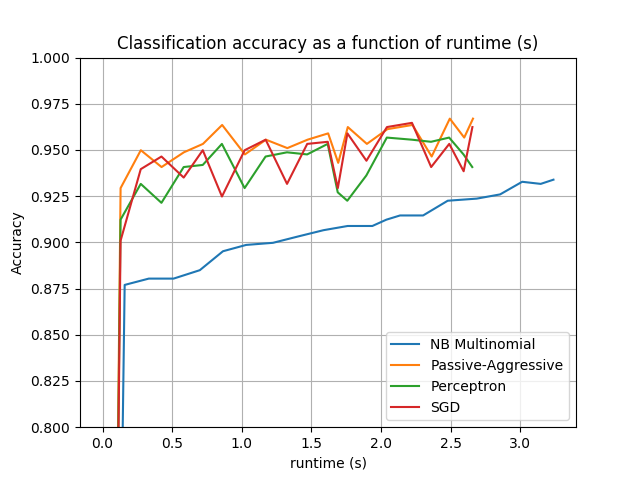 Classification accuracy as a function of runtime (s)
1.000
0.975
0.950
0.925
0.900
0.875
0.850
0.825
0.800
Accuracy
NB Multinomial
Passive-Aggressive
Perceptron
SGD
0.0 0.5 1.0 1.5 2.0 2.5 3.0
runtime (s)